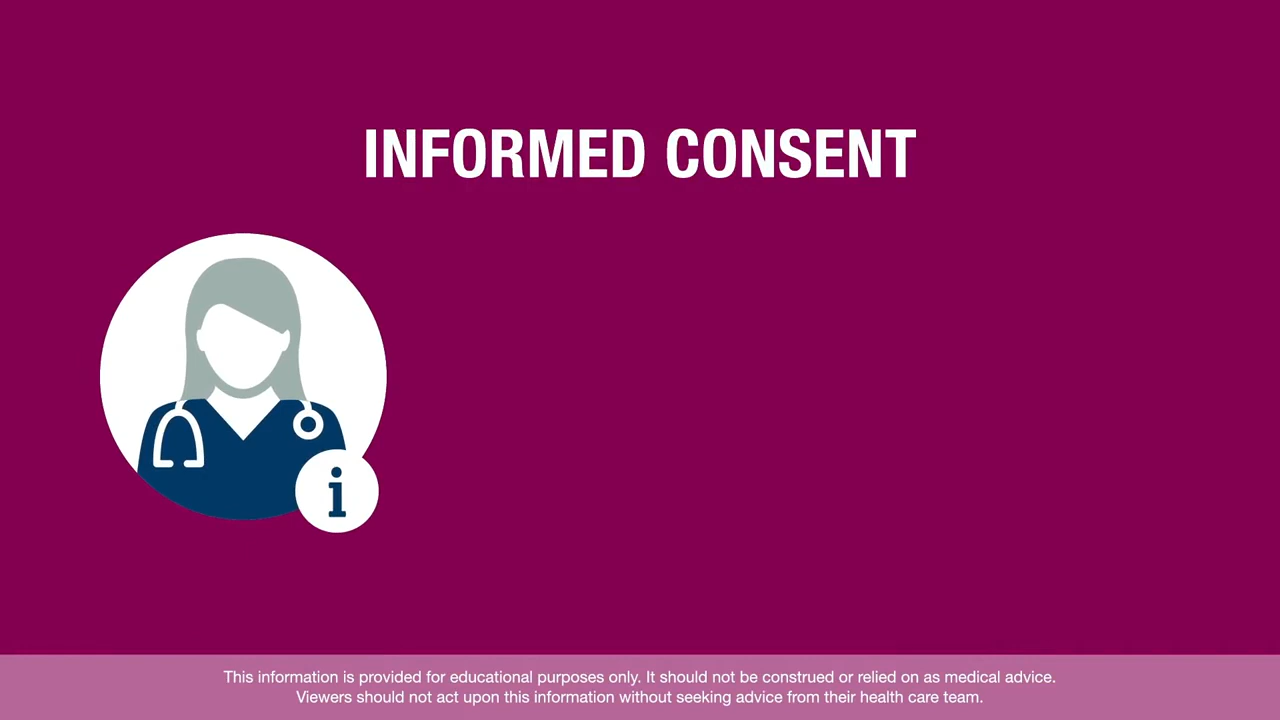 INFORMED CONSENT
i
This information is provided for educational purposes only. It should not be construed or relied on as medical advice.
Viewers should not act upon this information without seeking advice from their health care team.